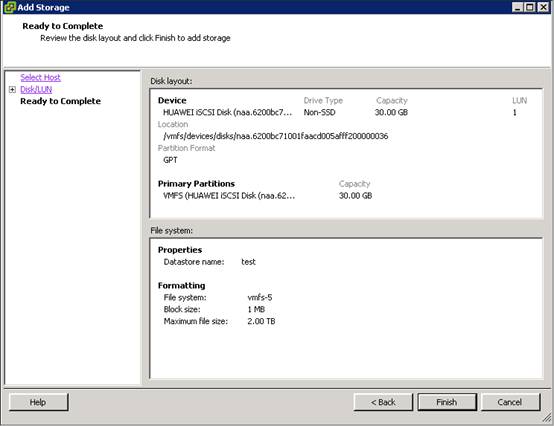 Add Storage
Ready to Complete
Review the disk layout and click Finish to add storage
Select Host
Disk/LUN
Ready to Complete
Disk layout:
Device Drive Type Capacity LUN
HUAWEI iSCSI Disk (naa.6200bc7... Non-SSD 30.00 GB 1
Location
/vmfs/devices/disks/naa.6200bc71001faacd005afff200000036
Partition Format
GPT
Primary Partitions Capacity
VMFS (HUAWEI iSCSI Disk (naa.62... 30.00 GB
File system:
Properties
Datastore name: test
Formatting
File system: vmfs-5
Block size: 1 MB
Maximum file size: 2.00 TB
Help < Back Finish Cancel